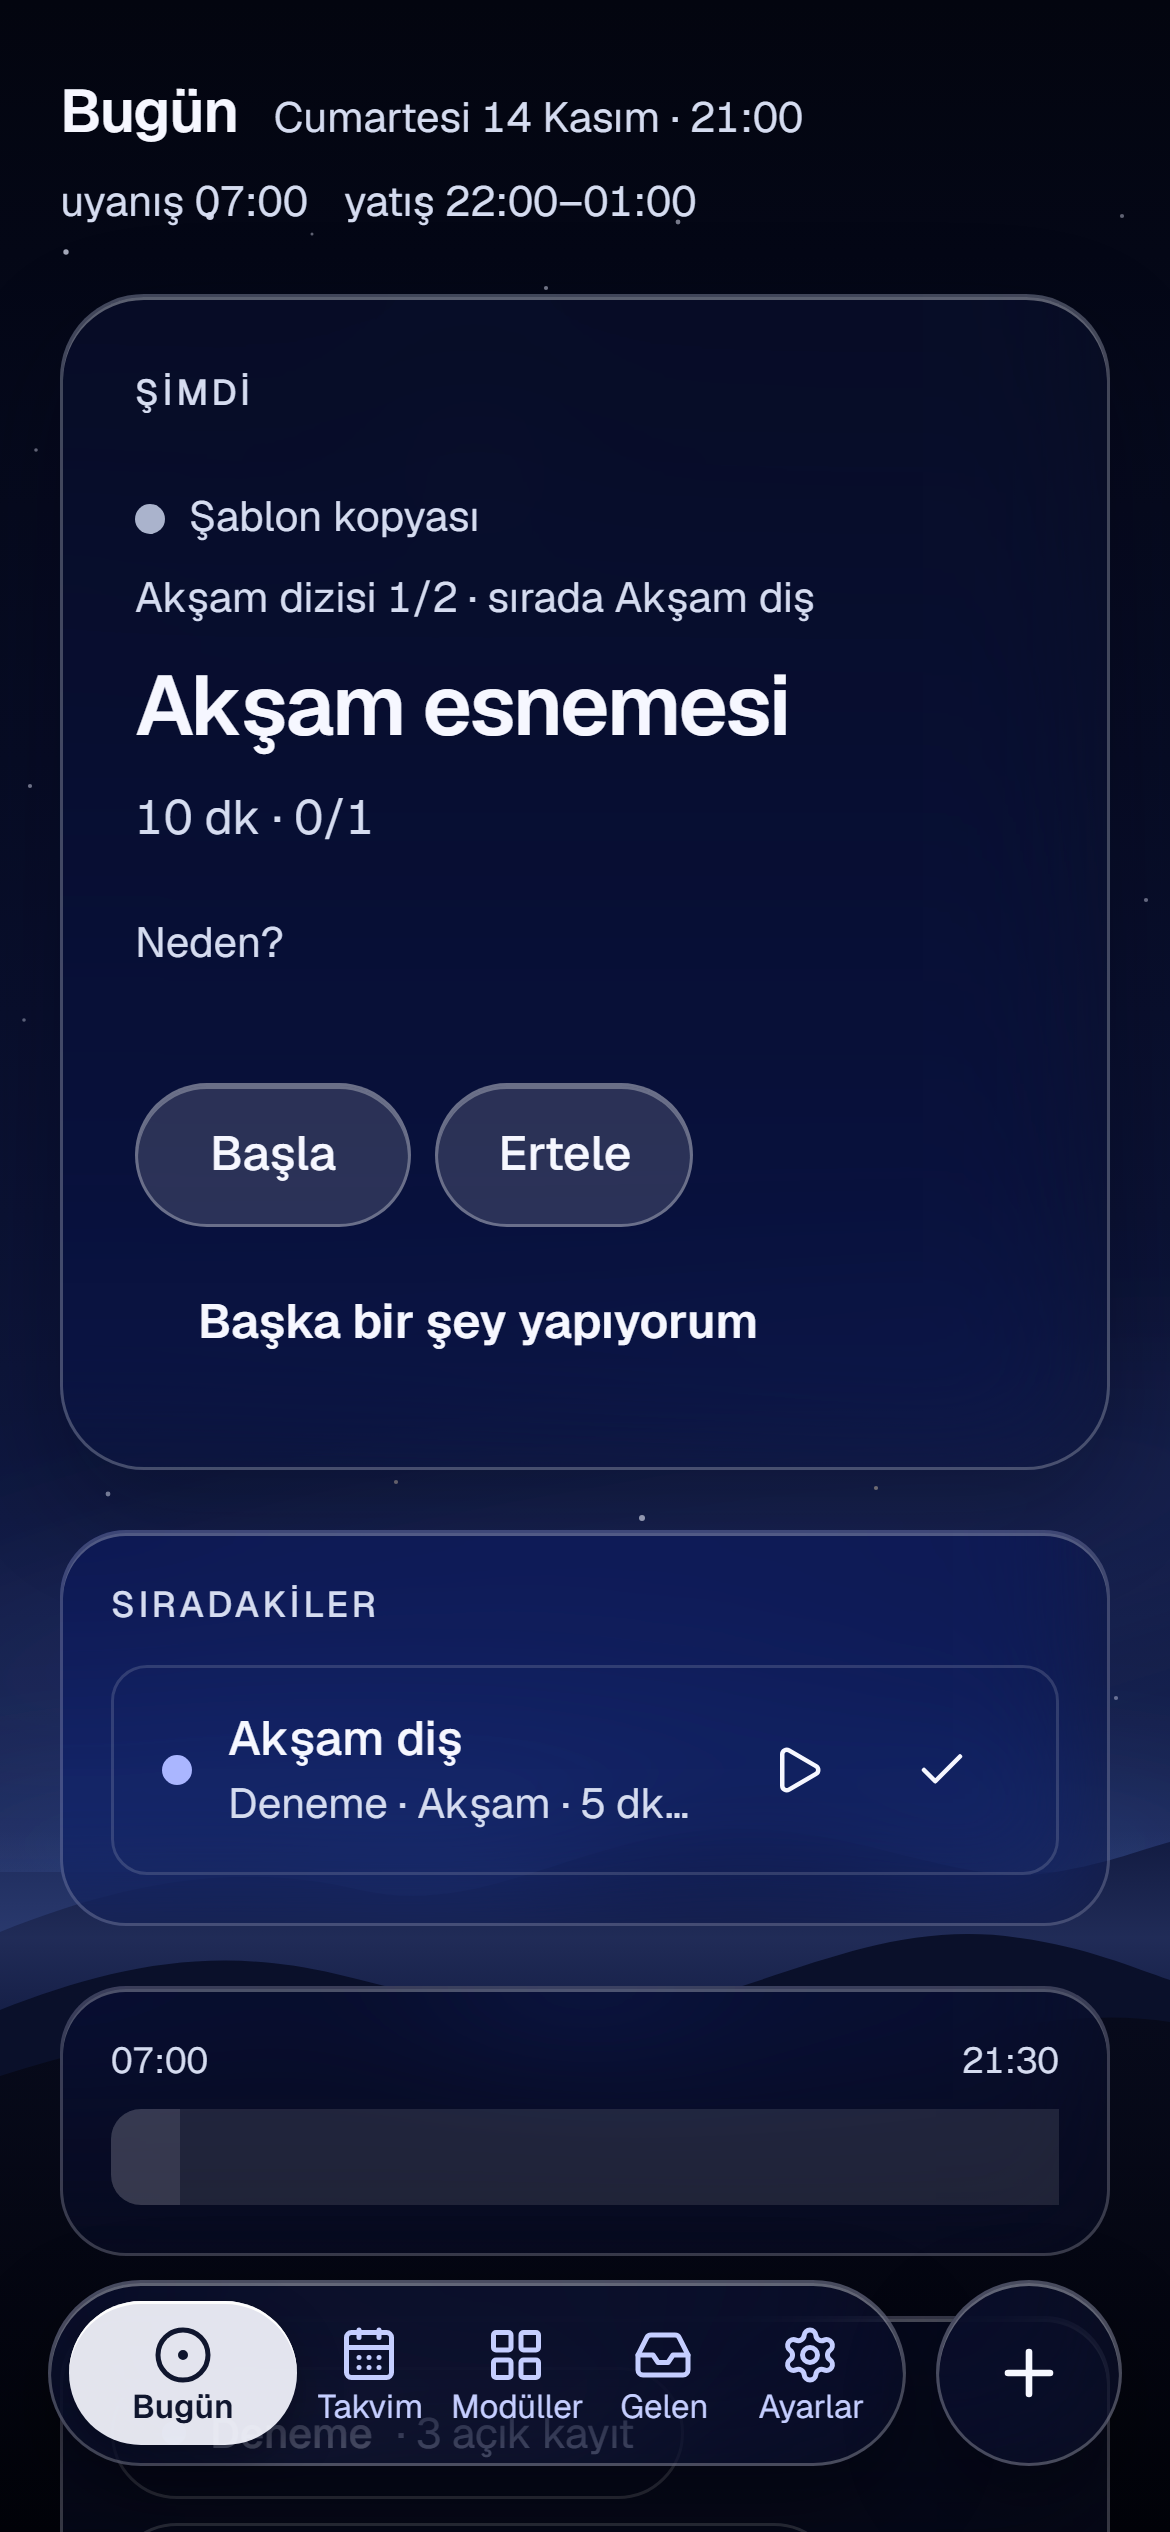 Bugün Cumartesi 14 Kasım · 21:00
uyanış 07:00 yatış 22:00–01:00
ŞİMDİ
Şablon kopyası
Akşam dizisi 1/2 · sırada Akşam diş
Akşam esnemesi
10 dk · 0/1
Neden?
Başla Ertele
Başka bir şey yapıyorum
SIRADAKİLER
Akşam diş
Deneme · Akşam · 5 dk...
07:00 21:30
Bugün Takvim Modüller Gelen Ayarlar
Deneme · 3 açık kayıt